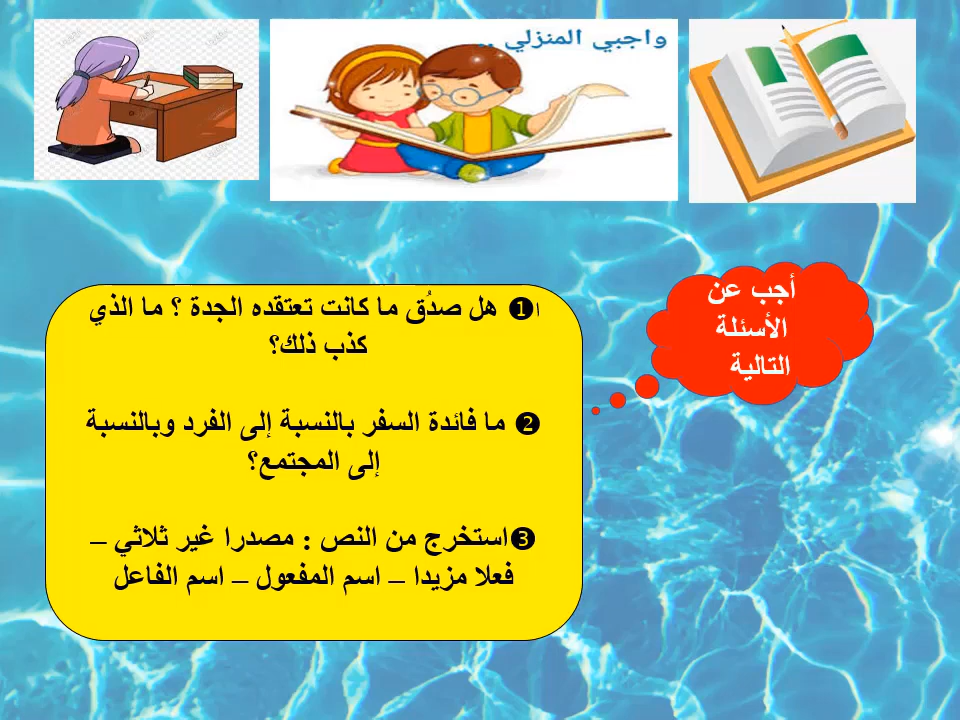 واجبي المنزلي ..
أجب عن
الأسئلة
التالية
ا❶ هل صدُق ما كانت تعتقده الجدة ؟ ما الذي
كذب ذلك؟
❷ ما فائدة السفر بالنسبة إلى الفرد وبالنسبة
إلى المجتمع؟
❸استخرج من النص : مصدرا غير ثلاثي –
فعلا مزيدا – اسم المفعول – اسم الفاعل